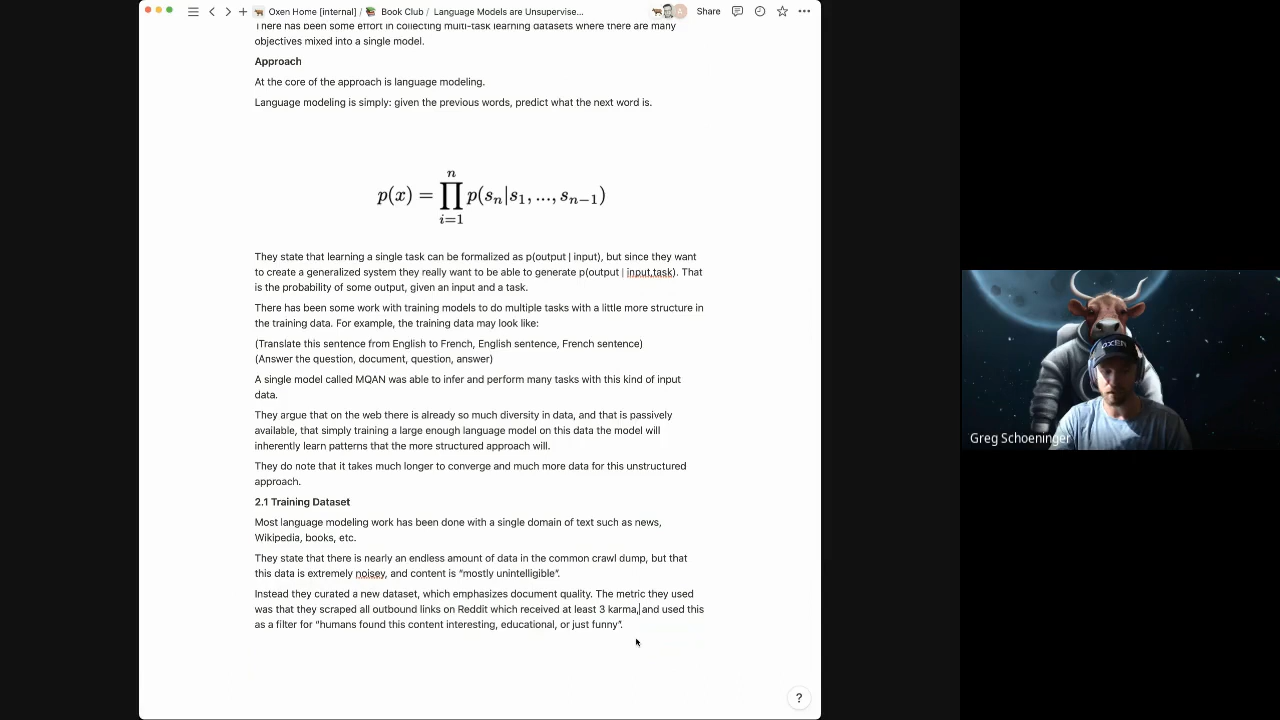 Oxen Home [internal] / Book Club / Language Models are Unsupervise...
Share
There has been some effort in collecting multi-task learning datasets where there are many
objectives mixed into a single model.
Approach
At the core of the approach is language modeling.
Language modeling is simply: given the previous words, predict what the next word is.
p(x) = ∏_{i=1}^{n} p(s_n|s_1, ..., s_{n-1})
They state that learning a single task can be formalized as p(output | input), but since they want
to create a generalized system they really want to be able to generate p(output | input,task). That
is the probability of some output, given an input and a task.
There has been some work with training models to do multiple tasks with a little more structure in
the training data. For example, the training data may look like:
(Translate this sentence from English to French, English sentence, French sentence)
(Answer the question, document, question, answer)
A single model called MQAN was able to infer and perform many tasks with this kind of input
data.
They argue that on the web there is already so much diversity in data, and that is passively
available, that simply training a large enough language model on this data the model will
inherently learn patterns that the more structured approach will.
They do note that it takes much longer to converge and much more data for this unstructured
approach.
2.1 Training Dataset
Most language modeling work has been done with a single domain of text such as news,
Wikipedia, books, etc.
They state that there is nearly an endless amount of data in the common crawl dump, but that
this data is extremely noisey, and content is “mostly unintelligible”.
Instead they curated a new dataset, which emphasizes document quality. The metric they used
was that they scraped all outbound links on Reddit which received at least 3 karma, and used this
as a filter for “humans found this content interesting, educational, or just funny”.
?
OXEN
Greg Schoeninger